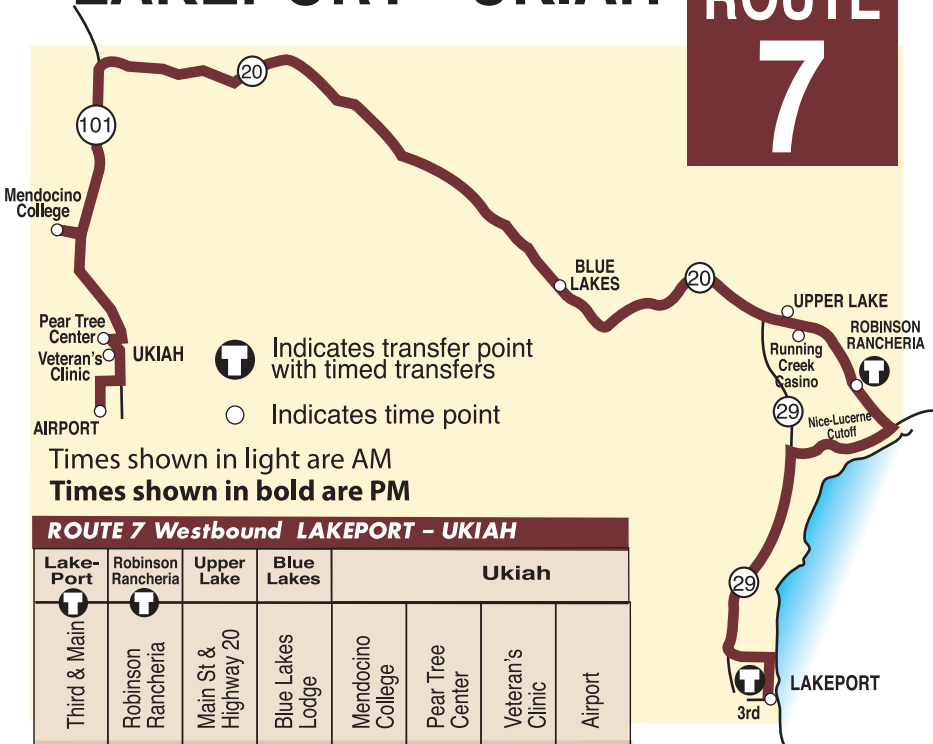 LAKEPORT – UKIAH
ROUTE
7
20
101
Mendocino
College
BLUE
LAKES
20
UPPER LAKE
ROBINSON
RANCHERIA
T
Running
Creek
Casino
Pear Tree
Center
Veteran's
Clinic
UKIAH
AIRPORT
T
Indicates transfer point
with timed transfers
Indicates time point
29
Nice-Lucerne
Cutoff
Times shown in light are AM
Times shown in bold are PM
29
T
3rd
LAKEPORT
ROUTE 7 Westbound LAKEPORT – UKIAH
Lake-
Port
Robinson
Rancheria
Upper
Lake
Blue
Lakes
Ukiah
T
T
Third & Main
Robinson
Rancheria
Main St &
Highway 20
Blue Lakes
Lodge
Mendocino
College
Pear Tree
Center
Veteran's
Clinic
Airport